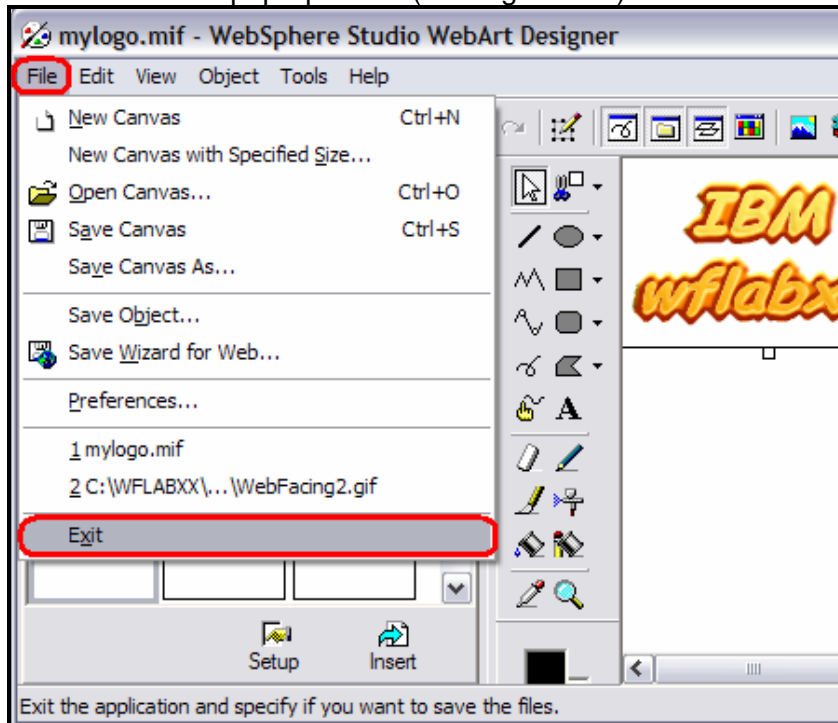 mylogo.mif - WebSphere Studio WebArt Designer
File Edit View Object Tools Help
New Canvas Ctrl+N
New Canvas with Specified Size...
Open Canvas... Ctrl+O
Save Canvas Ctrl+S
Save Canvas As...
Save Object...
Save Wizard for Web...
Preferences...
1 mylogo.mif
2 C:\WFLABXX\...\WebFacing2.gif
Exit
IBM
A
Setup Insert
Exit the application and specify if you want to save the files.